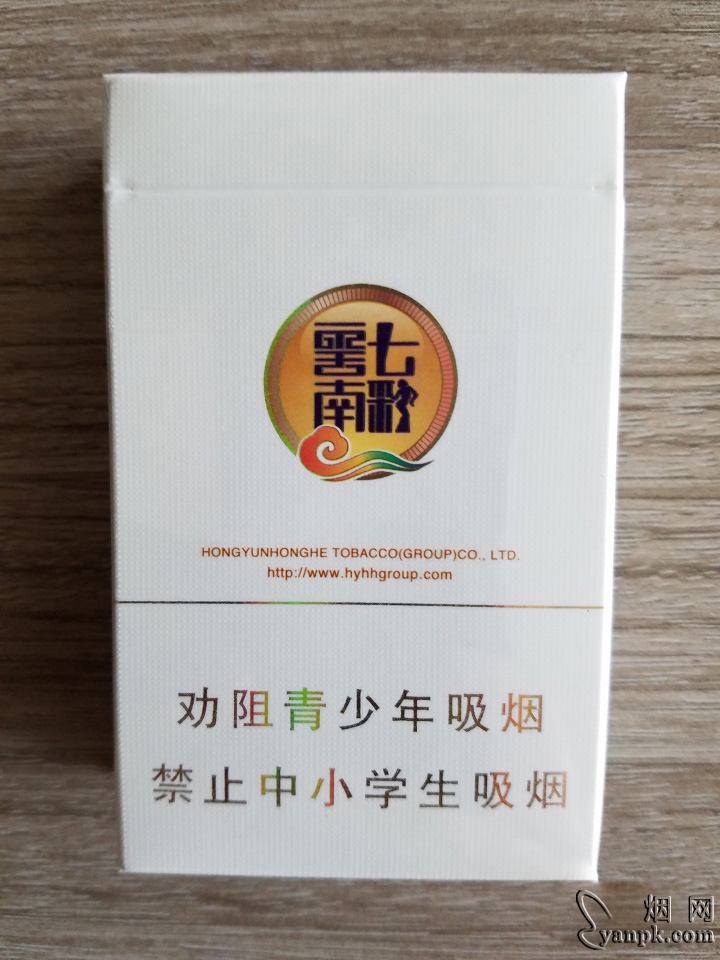 七彩
雲南
HONGYUNHONGHE TOBACCO(GROUP)CO., LTD.
http://www.hyhhgroup.com
劝阻青少年吸烟
禁止中小学生吸烟
烟网
yanpk.com